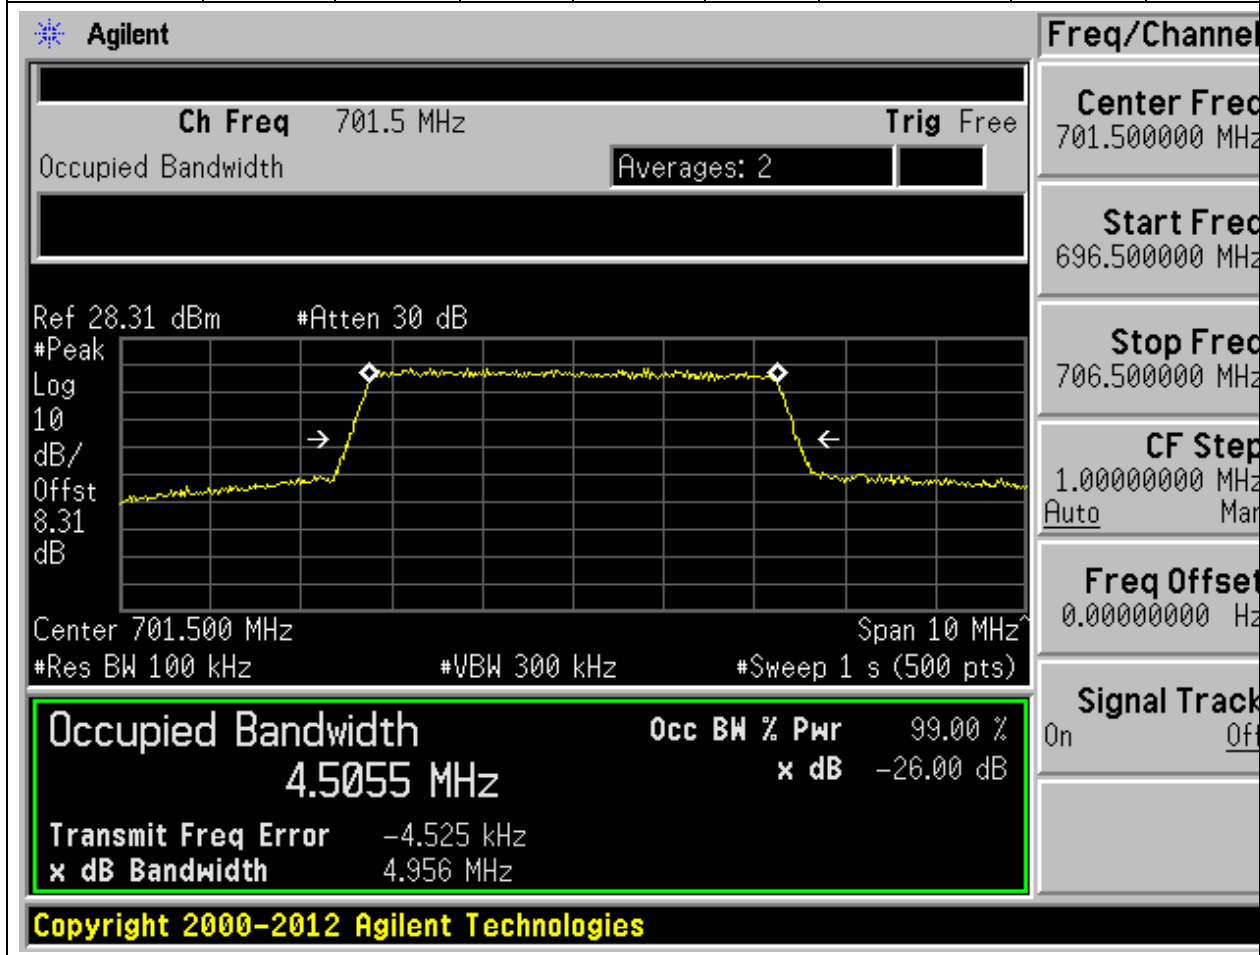 Agilent
Freq/Channel
Ch Freq 701.5 MHz Trig Free
Occupied Bandwidth Averages: 2
Center Freq
701.500000 MHz
Start Freq
696.500000 MHz
Stop Freq
706.500000 MHz
CF Step
1.00000000 MHz
Auto Man
Freq Offset
0.00000000 Hz
Signal Track
On Off
Ref 28.31 dBm #Atten 30 dB
#Peak
Log
10
dB/
Offst
8.31
dB
Center 701.500 MHz Span 10 MHz^
#Res BW 100 kHz #VBW 300 kHz #Sweep 1 s (500 pts)
Occupied Bandwidth Occ BW % Pwr 99.00 %
4.5055 MHz x dB -26.00 dB
Transmit Freq Error -4.525 kHz
x dB Bandwidth 4.956 MHz
Copyright 2000-2012 Agilent Technologies